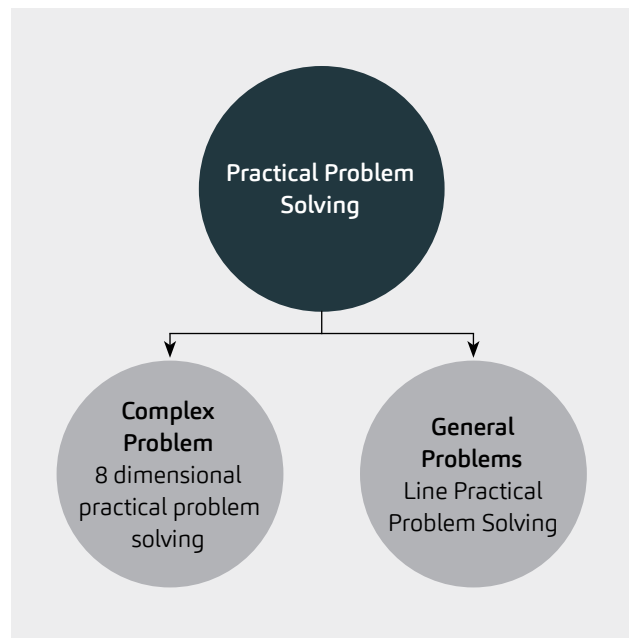 Practical Problem
Solving
Complex
Problem
8 dimensional
practical problem
solving
General
Problems
Line Practical
Problem Solving